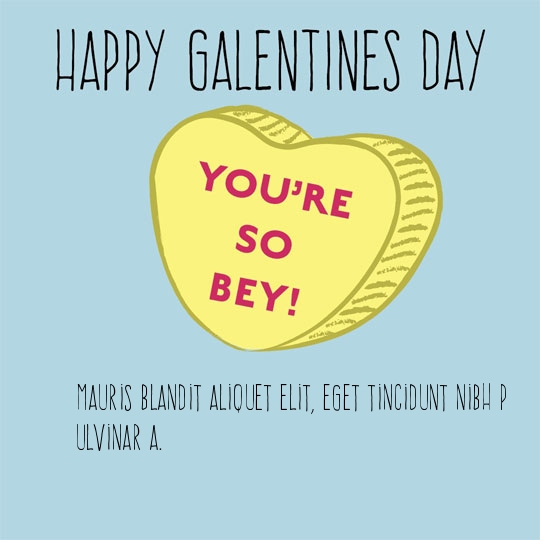 HAPPY GALENTINES DAY
YOU'RE
SO
BEY!
MAURIS BLANDIT ALIQUET ELIT, EGET TINCIDUNT NIBH P
ULVINAR A.